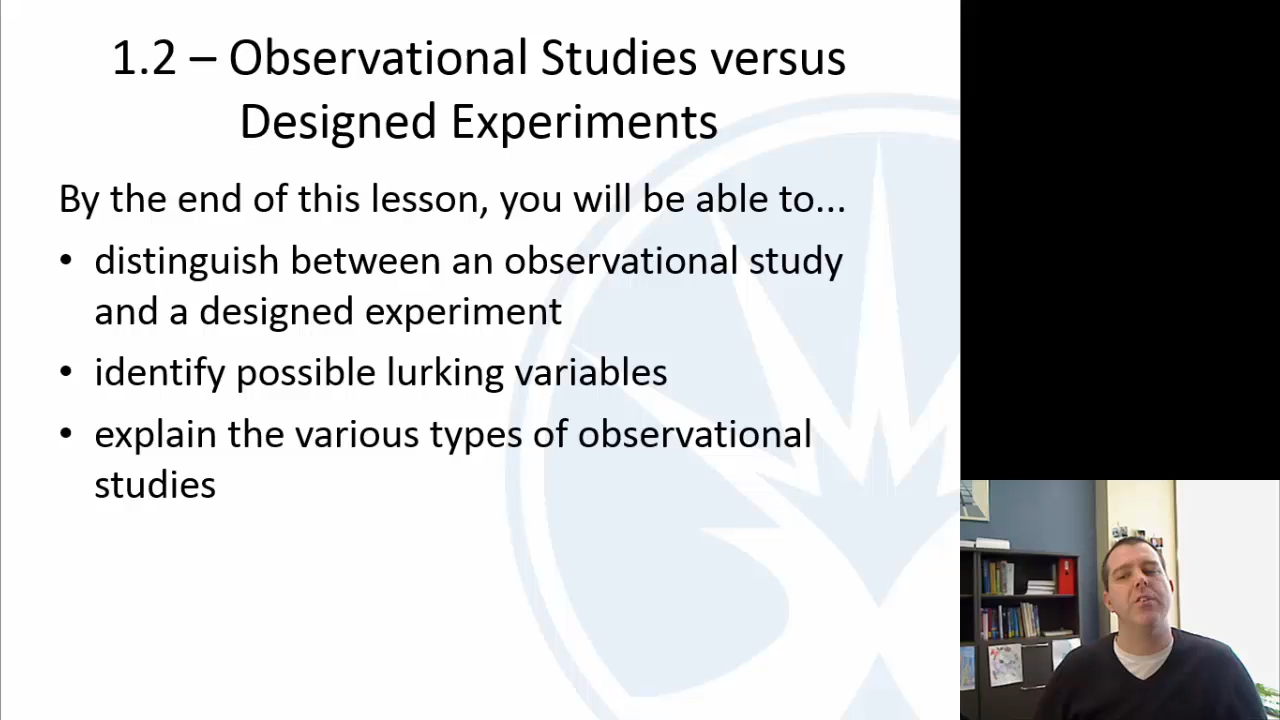 1.2 – Observational Studies versus
Designed Experiments
By the end of this lesson, you will be able to...
• distinguish between an observational study
and a designed experiment
• identify possible lurking variables
• explain the various types of observational
studies